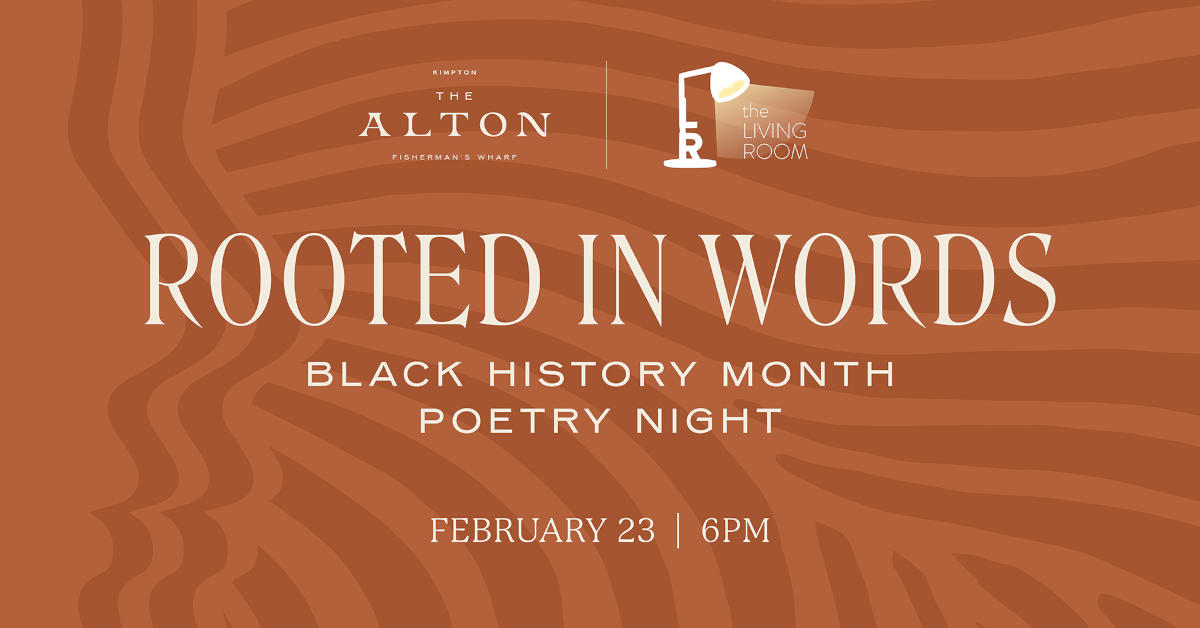 KIMPTON
THE
ALTON
FISHERMAN'S WHARF
LR
the
LIVING
ROOM
ROOTED IN WORDS
BLACK HISTORY MONTH
POETRY NIGHT
FEBRUARY 23 | 6PM